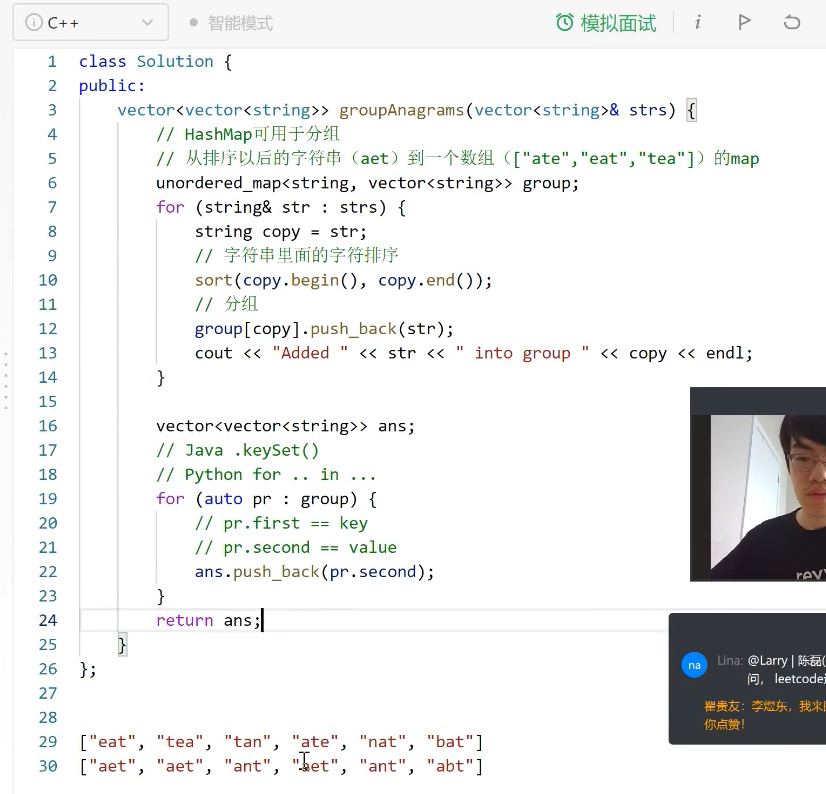 C++
智能模式
模拟面试
1 class Solution {
2 public:
3 vector<vector<string>> groupAnagrams(vector<string>& strs) {
4 // HashMap可用于分组
5 // 从排序以后的字符串（aet）到一个数组（["ate","eat","tea"]）的map
6 unordered_map<string, vector<string>> group;
7 for (string& str : strs) {
8 string copy = str;
9 // 字符串里面的字符排序
10 sort(copy.begin(), copy.end());
11 // 分组
12 group[copy].push_back(str);
13 cout << "Added " << str << " into group " << copy << endl;
14 }
15
16 vector<vector<string>> ans;
17 // Java .keySet()
18 // Python for .. in ...
19 for (auto pr : group) {
20 // pr.first == key
21 // pr.second == value
22 ans.push_back(pr.second);
23 }
24 return ans;
25 }
26 };
27
28
29 ["eat", "tea", "tan", "ate", "nat", "bat"]
30 ["aet", "aet", "ant", "aet", "ant", "abt"]
na
Lina: @Larry | 陈磊(
问， leetcode
瞿贵友：李煜东，我来
你点赞！